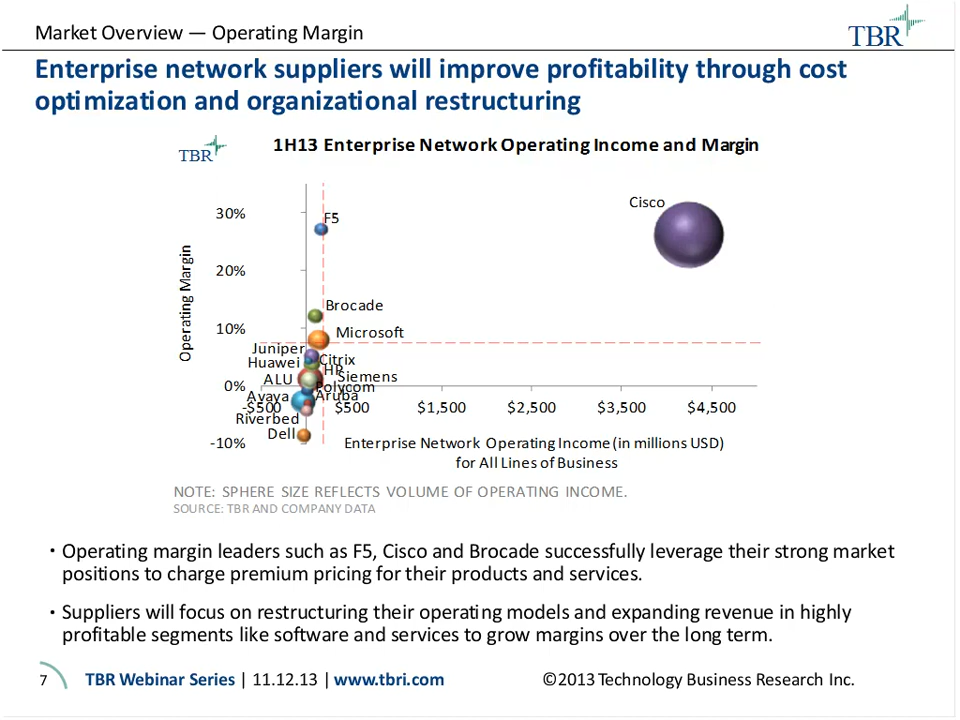 Market Overview — Operating Margin
TBR
Enterprise network suppliers will improve profitability through cost
optimization and organizational restructuring
TBR
1H13 Enterprise Network Operating Income and Margin
Operating Margin
30%
20%
10%
0%
-10%
Cisco
F5
Brocade
Microsoft
Juniper
Citrix
Huawei
HP
ALU
Siemens
Polycom
Avaya
Aruba
Riverbed
Dell
-$500
$500
$1,500
$2,500
$3,500
$4,500
Enterprise Network Operating Income (in millions USD)
for All Lines of Business
NOTE: SPHERE SIZE REFLECTS VOLUME OF OPERATING INCOME.
SOURCE: TBR AND COMPANY DATA
• Operating margin leaders such as F5, Cisco and Brocade successfully leverage their strong market
positions to charge premium pricing for their products and services.
• Suppliers will focus on restructuring their operating models and expanding revenue in highly
profitable segments like software and services to grow margins over the long term.
7 TBR Webinar Series | 11.12.13 | www.tbri.com ©2013 Technology Business Research Inc.